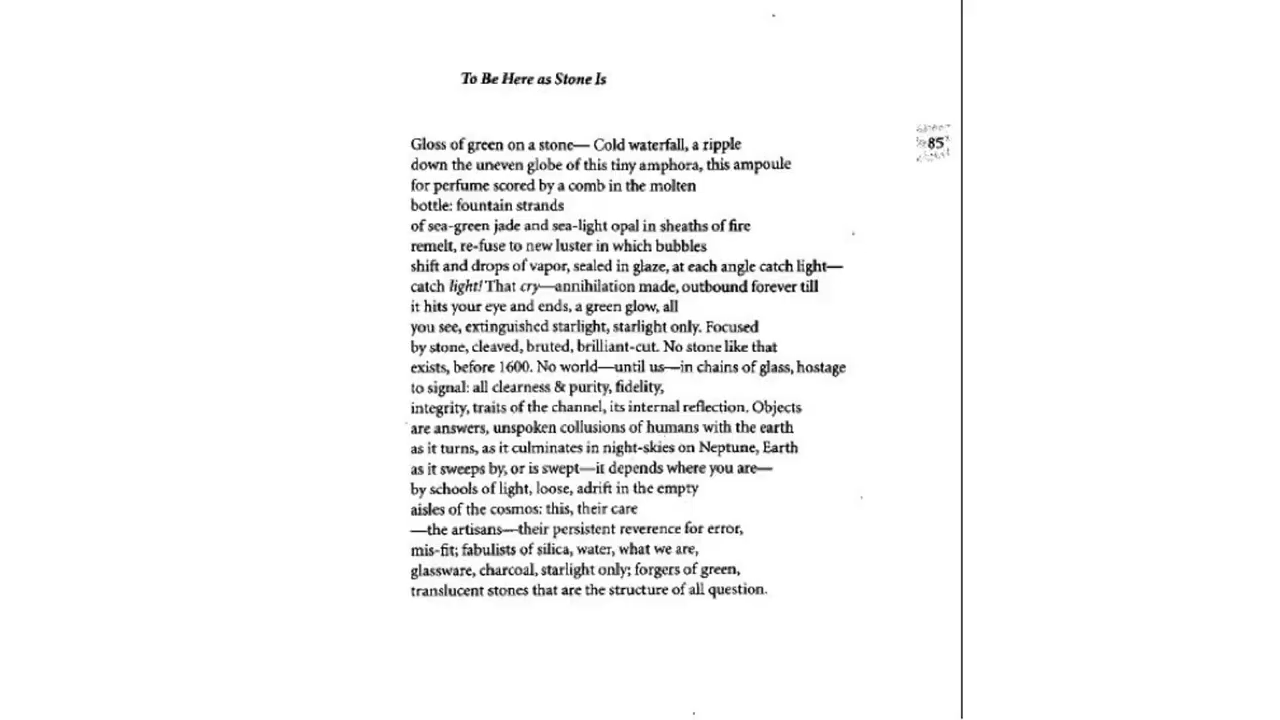 To Be Here as Stone Is
85
Gloss of green on a stone— Cold waterfall, a ripple
down the uneven globe of this tiny amphora, this ampoule
for perfume scored by a comb in the molten
bottle: fountain strands
of sea-green jade and sea-light opal in sheaths of fire
remelt, re-fuse to new luster in which bubbles
shift and drops of vapor, sealed in glaze, at each angle catch light—
catch light! That cry—annihilation made, outbound forever till
it hits your eye and ends, a green glow, all
you see, extinguished starlight, starlight only. Focused
by stone, cleaved, bruted, brilliant-cut. No stone like that
exists, before 1600. No world—until us—in chains of glass, hostage
to signal: all clearness & purity, fidelity,
integrity, traits of the channel, its internal reflection. Objects
are answers, unspoken collusions of humans with the earth
as it turns, as it culminates in night-skies on Neptune, Earth
as it sweeps by, or is swept—it depends where you are—
by schools of light, loose, adrift in the empty
aisles of the cosmos: this, their care
—the artisans—their persistent reverence for error,
mis-fit; fabulists of silica, water, what we are,
glassware, charcoal, starlight only; forgers of green,
translucent stones that are the structure of all question.